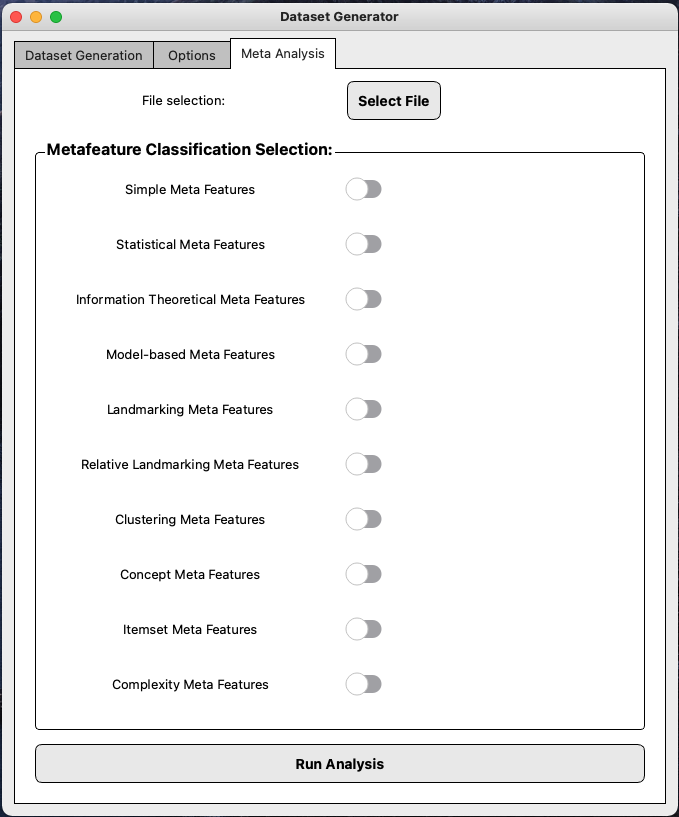 Dataset Generator
Dataset Generation Options Meta Analysis
File selection: Select File
Metafeature Classification Selection:
Simple Meta Features
Statistical Meta Features
Information Theoretical Meta Features
Model-based Meta Features
Landmarking Meta Features
Relative Landmarking Meta Features
Clustering Meta Features
Concept Meta Features
Itemset Meta Features
Complexity Meta Features
Run Analysis